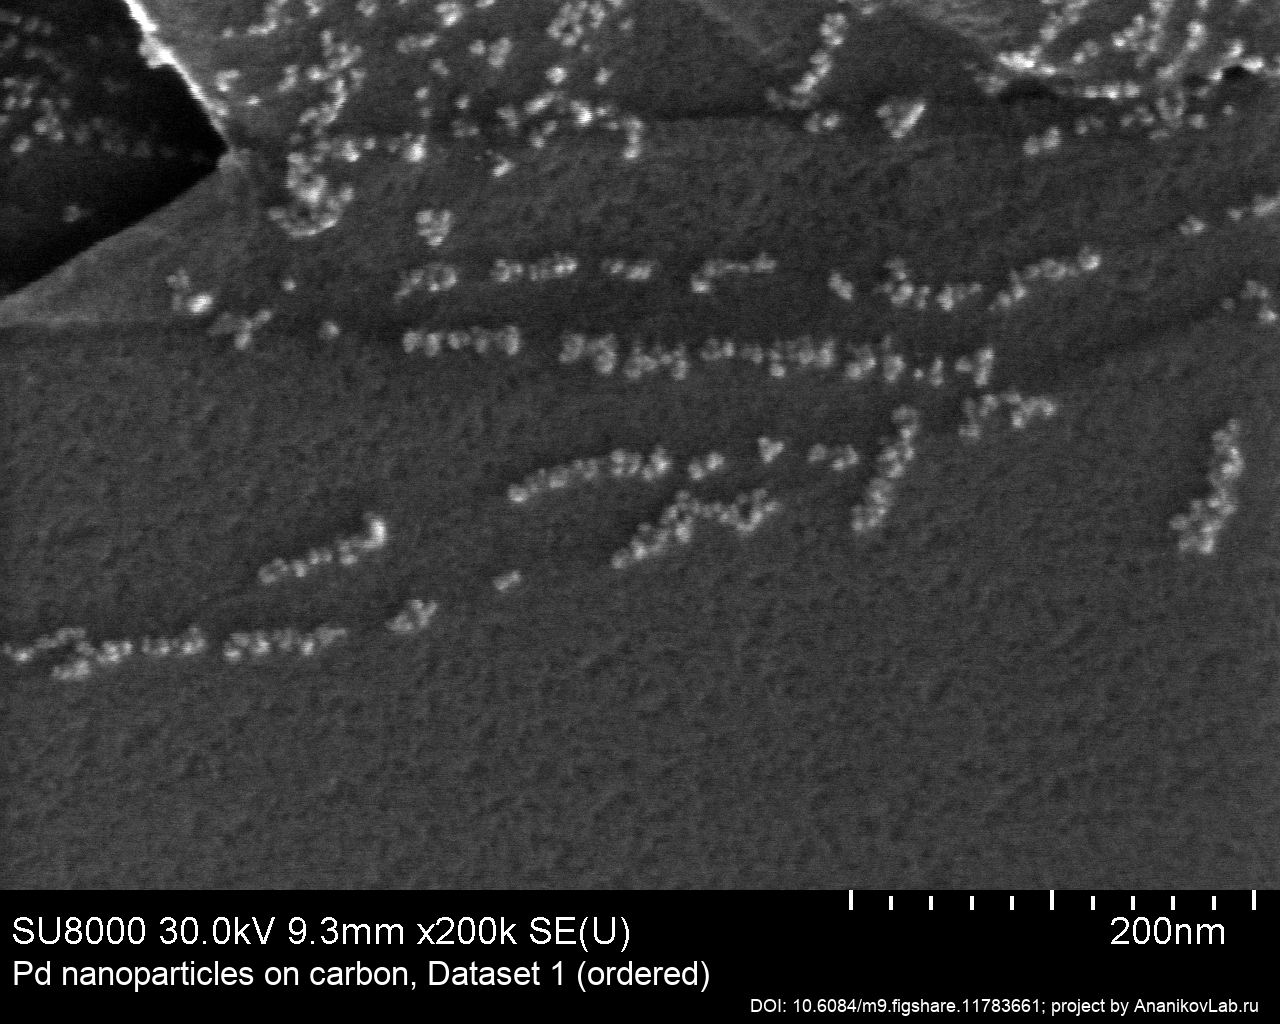 SU8000 30.0kV 9.3mm x200k SE(U)
200nm
Pd nanoparticles on carbon, Dataset 1 (ordered)
DOI: 10.6084/m9.figshare.11783661; project by AnanikovLab.ru